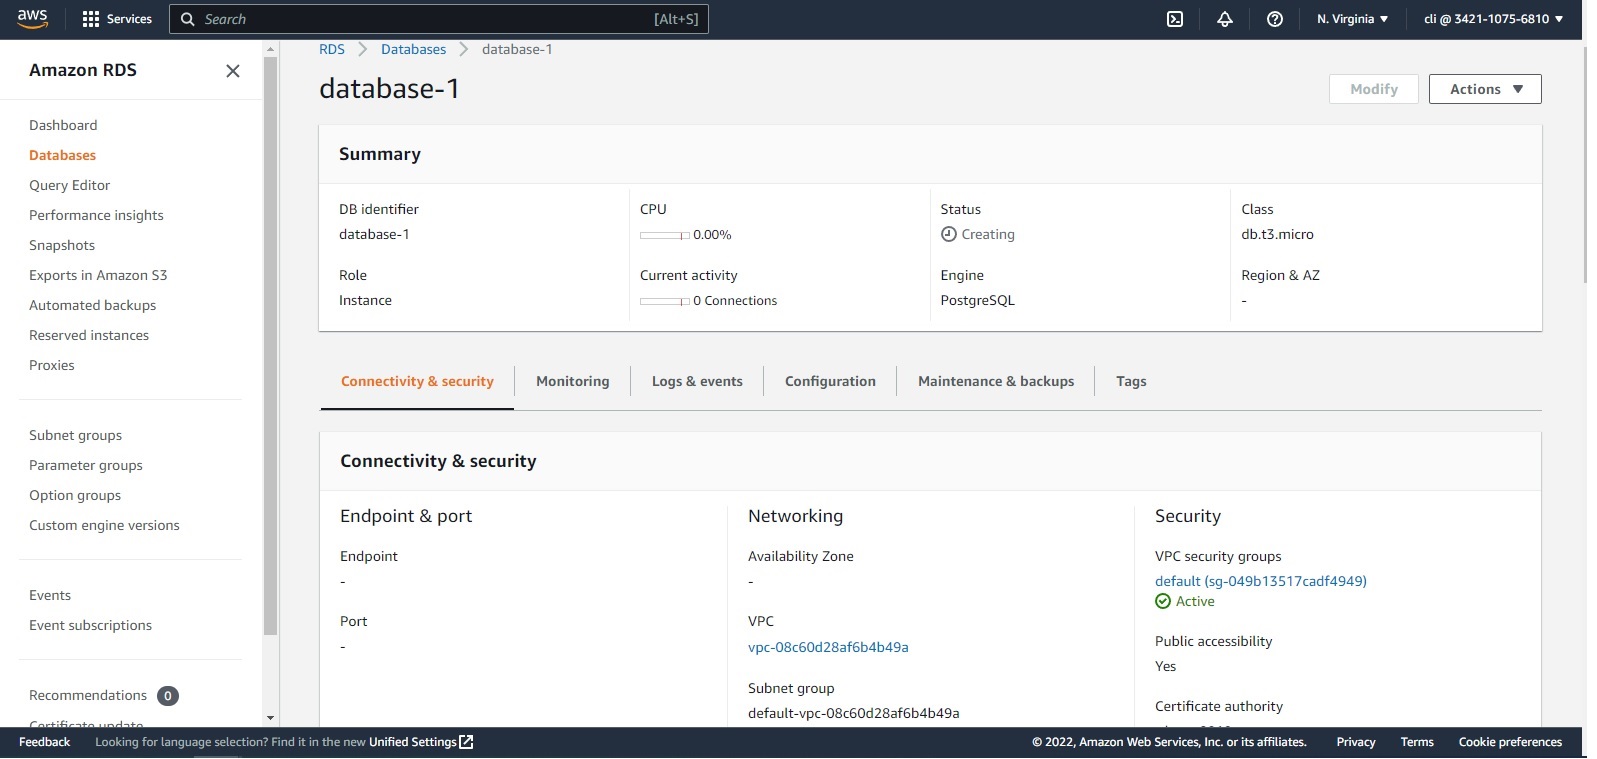 aws
Services
Search
[Alt+S]
N. Virginia ▼
cli @ 3421-1075-6810 ▼
Amazon RDS
Dashboard
Databases
Query Editor
Performance insights
Snapshots
Exports in Amazon S3
Automated backups
Reserved instances
Proxies
Subnet groups
Parameter groups
Option groups
Custom engine versions
Events
Event subscriptions
Recommendations 0
Certificate update
RDS > Databases > database-1
database-1
Modify
Actions ▼
Summary
DB identifier
database-1
CPU
0.00%
Status
Creating
Class
db.t3.micro
Role
Instance
Current activity
0 Connections
Engine
PostgreSQL
Region & AZ
-
Connectivity & security
Monitoring
Logs & events
Configuration
Maintenance & backups
Tags
Connectivity & security
Endpoint & port
Endpoint
-
Port
-
Networking
Availability Zone
-
VPC
vpc-08c60d28af6b4b49a
Subnet group
default-vpc-08c60d28af6b4b49a
Security
VPC security groups
default (sg-049b13517cadf4949)
Active
Public accessibility
Yes
Certificate authority
Feedback
Looking for language selection? Find it in the new Unified Settings
© 2022, Amazon Web Services, Inc. or its affiliates.
Privacy
Terms
Cookie preferences